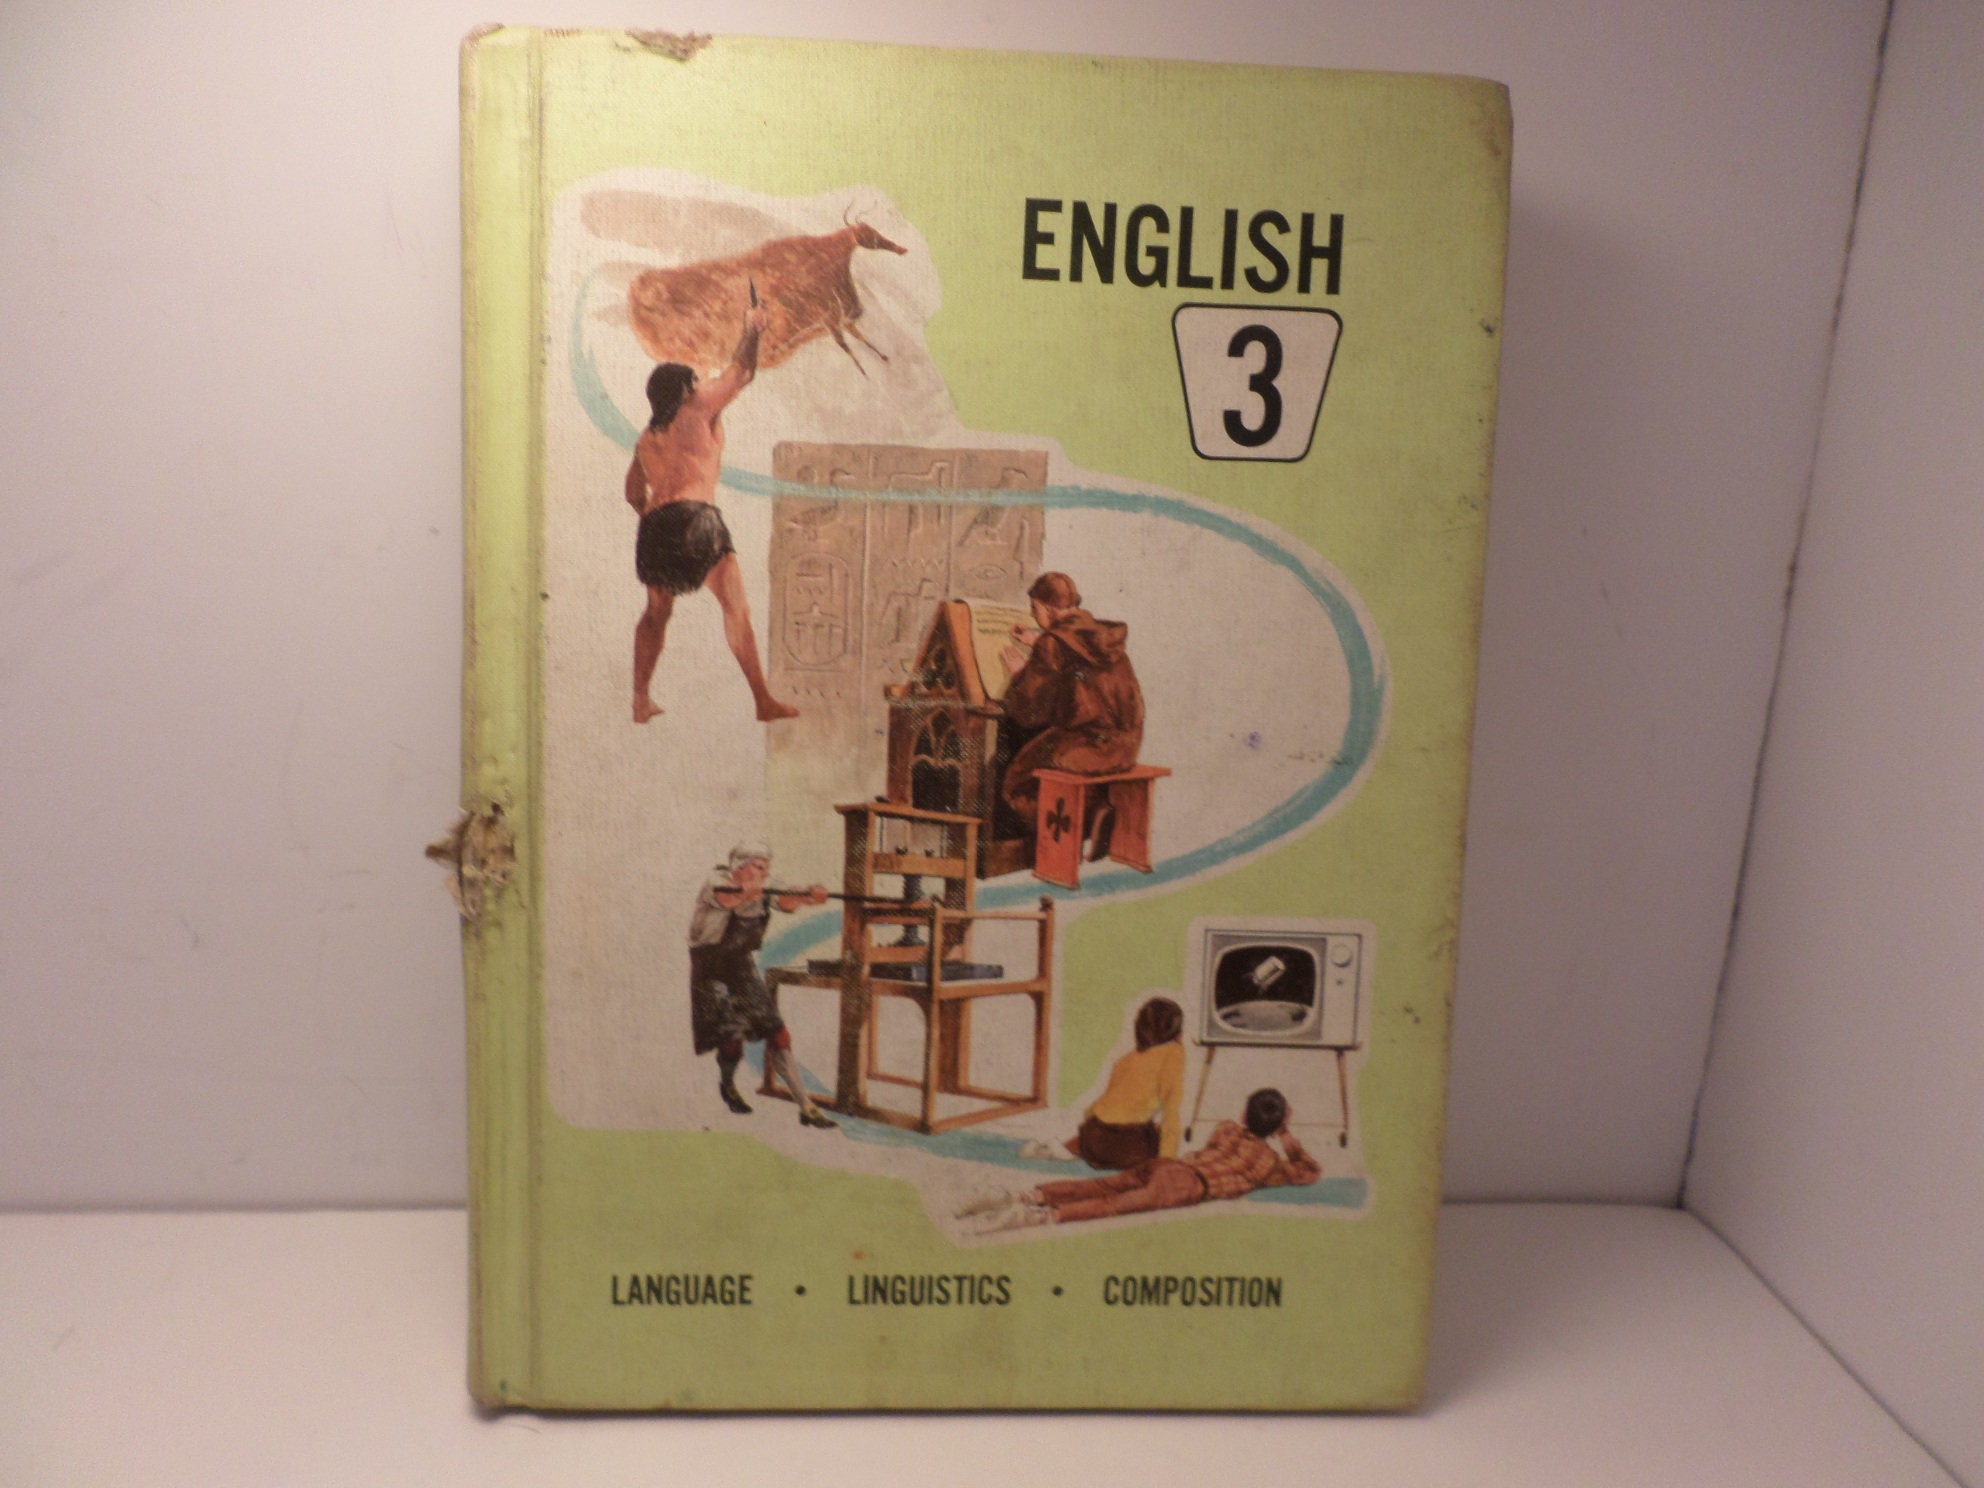 ENGLISH
3
LANGUAGE • LINGUISTICS • COMPOSITION